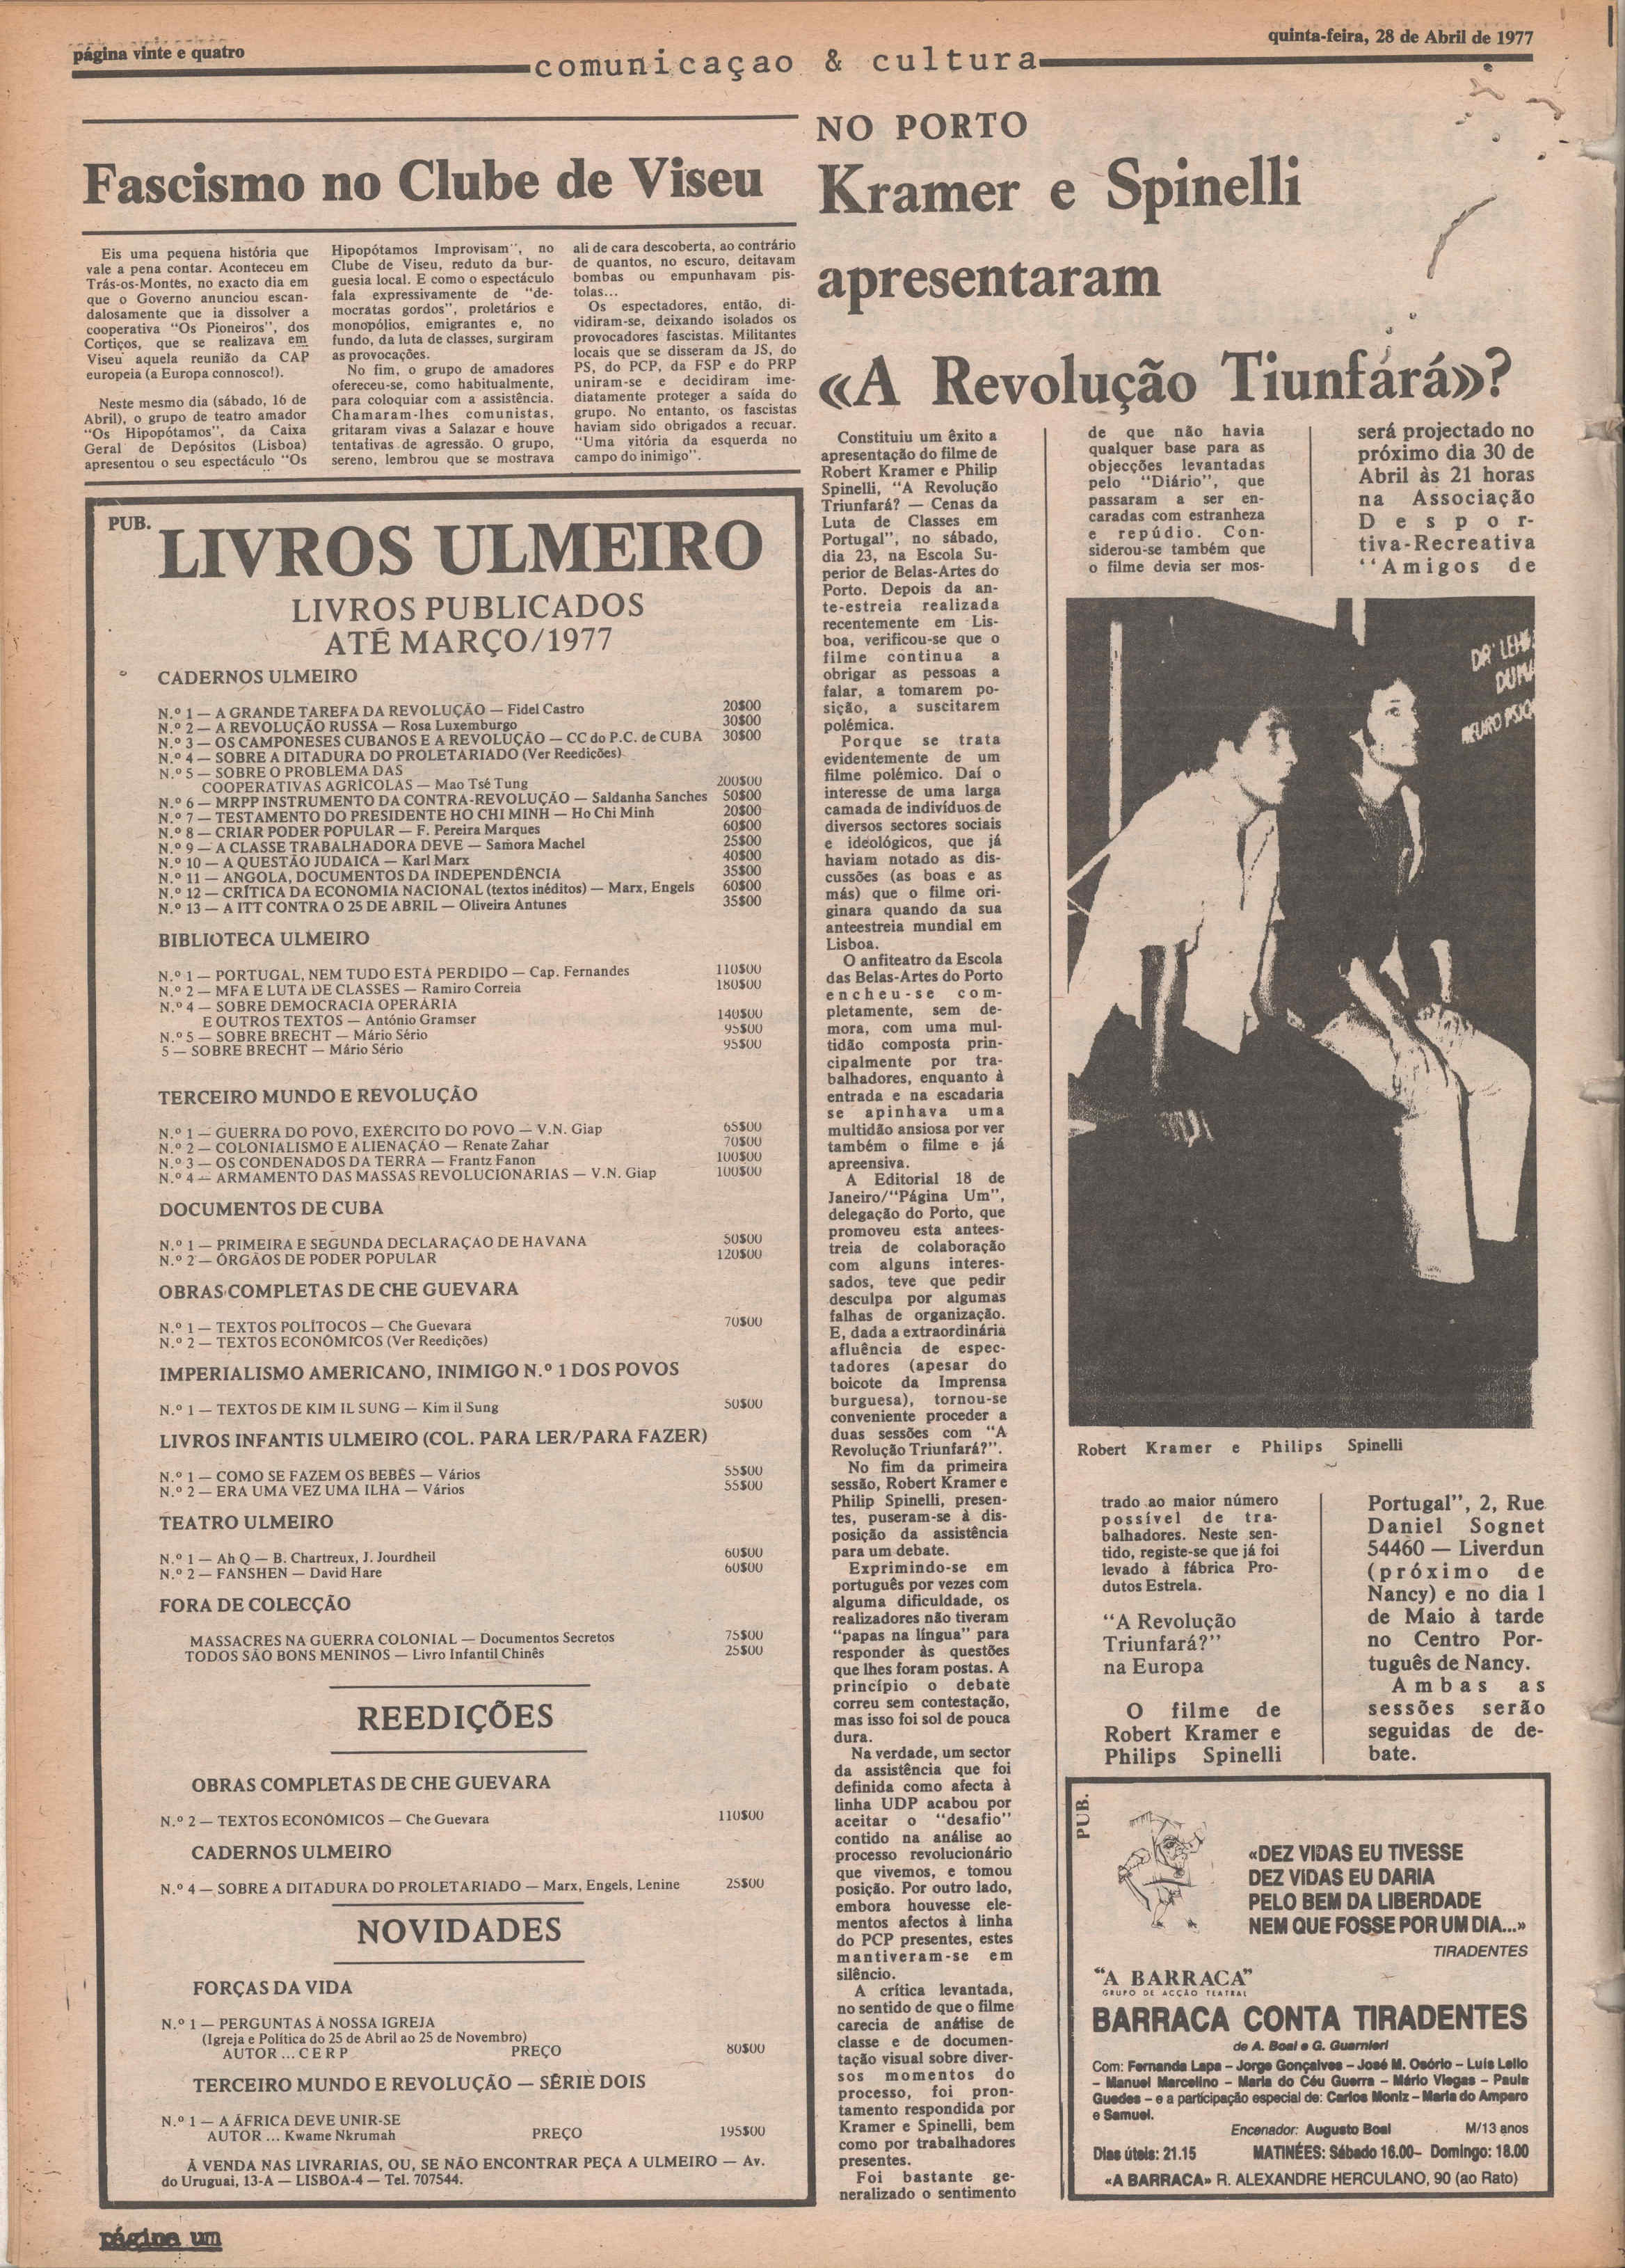 página vinte e quatro
comunicaçao & cultura
quinta-feira, 28 de Abril de 1977
Fascismo no Clube de Viseu
Eis uma pequena história que
vale a pena contar. Aconteceu em
Trás-os-Montes, no exacto dia em
que o Governo anunciou escan-
dalosamente que ia dissolver a
cooperativa "Os Pioneiros", dos
Cortiços, que se realizava em
Viseu aquela reunião da CAP
europeia (a Europa connosco!).
Neste mesmo dia (sábado, 16 de
Abril), o grupo de teatro amador
"Os Hipopótamos", da Caixa
Geral de Depósitos (Lisboa)
apresentou o seu espectáculo "Os
Hipopótamos Improvisam", no
Clube de Viseu, reduto da bur-
guesia local. E como o espectáculo
fala expressivamente de "de-
mocratas gordos", proletários e
monopólios, emigrantes e, no
fundo, da luta de classes, surgiram
as provocações.
No fim, o grupo de amadores
ofereceu-se, como habitualmente,
para coloquiar com a assistência.
Chamaram-lhes comunistas,
gritaram vivas a Salazar e houve
tentativas de agressão. O grupo,
sereno, lembrou que se mostrava
ali de cara descoberta, ao contrário
de quantos, no escuro, deitavam
bombas ou empunhavam pis-
tolas...
Os espectadores, então, di-
vidiram-se, deixando isolados os
provocadores fascistas. Militantes
locais que se disseram da JS, do
PS, do PCP, da FSP e do PRP
uniram-se e decidiram ime-
diatamente proteger a saída do
grupo. No entanto, os fascistas
haviam sido obrigados a recuar.
"Uma vitória da esquerda no
campo do inimigo".
PUB.
LIVROS ULMEIRO
LIVROS PUBLICADOS
ATÉ MARÇO/1977
CADERNOS ULMEIRO
N.º 1 — A GRANDE TAREFA DA REVOLUÇÃO — Fidel Castro 20$00
N.º 2 — A REVOLUÇÃO RUSSA — Rosa Luxemburgo 30$00
N.º 3 — OS CAMPONESES CUBANOS E A REVOLUÇÃO — CC do P.C. de CUBA 30$00
N.º 4 — SOBRE A DITADURA DO PROLETARIADO (Ver Reedições)
N.º 5 — SOBRE O PROBLEMA DAS
COOPERATIVAS AGRÍCOLAS — Mao Tsé Tung 200$00
N.º 6 — MRPP INSTRUMENTO DA CONTRA-REVOLUÇÃO — Saldanha Sanches 50$00
N.º 7 — TESTAMENTO DO PRESIDENTE HO CHI MINH — Ho Chi Minh 20$00
N.º 8 — CRIAR PODER POPULAR — F. Pereira Marques 60$00
N.º 9 — A CLASSE TRABALHADORA DEVE — Samora Machel 25$00
N.º 10 — A QUESTÃO JUDAICA — Karl Marx 40$00
N.º 11 — ANGOLA, DOCUMENTOS DA INDEPENDÊNCIA 35$00
N.º 12 — CRÍTICA DA ECONOMIA NACIONAL (textos inéditos) — Marx, Engels 60$00
N.º 13 — A ITT CONTRA O 25 DE ABRIL — Oliveira Antunes 35$00
BIBLIOTECA ULMEIRO
N.º 1 — PORTUGAL, NEM TUDO ESTÁ PERDIDO — Cap. Fernandes 110$00
N.º 2 — MFA E LUTA DE CLASSES — Ramiro Correia 180$00
N.º 4 — SOBRE DEMOCRACIA OPERÁRIA
E OUTROS TEXTOS — António Gramser 140$00
N.º 5 — SOBRE BRECHT — Mário Sério 95$00
5 — SOBRE BRECHT — Mário Sério 95$00
TERCEIRO MUNDO E REVOLUÇÃO
N.º 1 — GUERRA DO POVO, EXÉRCITO DO POVO — V.N. Giap 65$00
N.º 2 — COLONIALISMO E ALIENAÇÃO — Renate Zahar 70$00
N.º 3 — OS CONDENADOS DA TERRA — Frantz Fanon 100$00
N.º 4 — ARMAMENTO DAS MASSAS REVOLUCIONARIAS — V.N. Giap 100$00
DOCUMENTOS DE CUBA
N.º 1 — PRIMEIRA E SEGUNDA DECLARAÇÃO DE HAVANA 50$00
N.º 2 — ÓRGÃOS DE PODER POPULAR 120$00
OBRAS COMPLETAS DE CHE GUEVARA
N.º 1 — TEXTOS POLÍTOCOS — Che Guevara 70$00
N.º 2 — TEXTOS ECONÓMICOS (Ver Reedições)
IMPERIALISMO AMERICANO, INIMIGO N.º 1 DOS POVOS
N.º 1 — TEXTOS DE KIM IL SUNG — Kim il Sung 50$00
LIVROS INFANTIS ULMEIRO (COL. PARA LER/PARA FAZER)
N.º 1 — COMO SE FAZEM OS BEBÉS — Vários 55$00
N.º 2 — ERA UMA VEZ UMA ILHA — Vários 55$00
TEATRO ULMEIRO
N.º 1 — Ah Q — B. Chartreux, J. Jourdheil 60$00
N.º 2 — FANSHEN — David Hare 60$00
FORA DE COLECÇÃO
MASSACRES NA GUERRA COLONIAL — Documentos Secretos 75$00
TODOS SÃO BONS MENINOS — Livro Infantil Chinês 25$00
REEDIÇÕES
OBRAS COMPLETAS DE CHE GUEVARA
N.º 2 — TEXTOS ECONÓMICOS — Che Guevara 110$00
CADERNOS ULMEIRO
N.º 4 — SOBRE A DITADURA DO PROLETARIADO — Marx, Engels, Lenine 25$00
NOVIDADES
FORÇAS DA VIDA
N.º 1 — PERGUNTAS À NOSSA IGREJA
(Igreja e Política do 25 de Abril ao 25 de Novembro)
AUTOR ... C E R P PREÇO 80$00
TERCEIRO MUNDO E REVOLUÇÃO — SÉRIE DOIS
N.º 1 — A ÁFRICA DEVE UNIR-SE
AUTOR ... Kwame Nkrumah PREÇO 195$00
À VENDA NAS LIVRARIAS, OU, SE NÃO ENCONTRAR PEÇA A ULMEIRO — Av.
do Uruguai, 13-A — LISBOA-4 — Tel. 707544.
NO PORTO
Kramer e Spinelli
apresentaram
«A Revolução Tiunfárá»?
Constituiu um êxito a
apresentação do filme de
Robert Kramer e Philip
Spinelli, "A Revolução
Triunfará? — Cenas da
Luta de Classes em
Portugal", no sábado,
dia 23, na Escola Su-
perior de Belas-Artes do
Porto. Depois da an-
te-estreia realizada
recentemente em Lis-
boa, verificou-se que o
filme continua a
obrigar as pessoas a
falar, a tomarem po-
sição, a suscitarem
polémica.
Porque se trata
evidentemente de um
filme polémico. Daí o
interesse de uma larga
camada de indivíduos de
diversos sectores sociais
e ideológicos, que já
haviam notado as dis-
cussões (as boas e as
más) que o filme ori-
ginara quando da sua
anteestreia mundial em
Lisboa.
O anfiteatro da Escola
das Belas-Artes do Porto
encheu-se com-
pletamente, sem de-
mora, com uma mul-
tidão composta prin-
cipalmente por tra-
balhadores, enquanto à
entrada e na escadaria
se apinhava uma
multidão ansiosa por ver
também o filme e já
apreensiva.
A Editorial 18 de
Janeiro/"Página Um",
delegação do Porto, que
promoveu esta antees-
treia de colaboração
com alguns interes-
sados, teve que pedir
desculpa por algumas
falhas de organização.
E, dada a extraordinária
afluência de espec-
tadores (apesar do
boicote da Imprensa
burguesa), tornou-se
conveniente proceder a
duas sessões com "A
Revolução Triunfará?".
No fim da primeira
sessão, Robert Kramer e
Philip Spinelli, presen-
tes, puseram-se à dis-
posição da assistência
para um debate.
Exprimindo-se em
português por vezes com
alguma dificuldade, os
realizadores não tiveram
"papas na língua" para
responder às questões
que lhes foram postas. A
princípio o debate
correu sem contestação,
mas isso foi sol de pouca
dura.
Na verdade, um sector
da assistência que foi
definida como afecta à
linha UDP acabou por
aceitar o "desafio"
contido na análise ao
processo revolucionário
que vivemos, e tomou
posição. Por outro lado,
embora houvesse ele-
mentos afectos à linha
do PCP presentes, estes
mantiveram-se em
silêncio.
A crítica levantada,
no sentido de que o filme
carecia de análise de
classe e de documen-
tação visual sobre diver-
sos momentos do
processo, foi pron-
tamente respondida por
Kramer e Spinelli, bem
como por trabalhadores
presentes.
Foi bastante ge-
neralizado o sentimento
de que não havia
qualquer base para as
objecções levantadas
pelo "Diário", que
passaram a ser en-
caradas com estranheza
e repúdio. Con-
siderou-se também que
o filme devia ser mos-
DR' LEH
DUMA
NEURO PSIQ
Robert Kramer e Philips Spinelli
trado ao maior número
possível de tra-
balhadores. Neste sen-
tido, registe-se que já foi
levado à fábrica Pro-
dutos Estrela.
"A Revolução
Triunfará?"
na Europa
O filme de
Robert Kramer e
Philips Spinelli
será projectado no
próximo dia 30 de
Abril às 21 horas
na Associação
Despor-
tiva-Recreativa
"Amigos de
Portugal", 2, Rue
Daniel Sognet
54460 — Liverdun
(próximo de
Nancy) e no dia 1
de Maio à tarde
no Centro Por-
tuguês de Nancy.
Ambas as
sessões serão
seguidas de de-
bate.
PUB.
«DEZ VIDAS EU TIVESSE
DEZ VIDAS EU DARIA
PELO BEM DA LIBERDADE
NEM QUE FOSSE POR UM DIA...»
TIRADENTES
"A BARRACA"
GRUPO DE ACÇÃO TEATRAL
BARRACA CONTA TIRADENTES
de A. Boal e G. Guarnieri
Com: Fernanda Lapa – Jorge Gonçalves – José M. Osório – Luís Lello
– Manuel Marcelino – Maria do Céu Guerra – Mário Viegas – Paula
Guedes – e a participação especial de: Carlos Moniz – Maria do Amparo
e Samuel.
Encenador: Augusto Boal M/13 anos
Dias úteis: 21.15 MATINÉES: Sábado 16.00– Domingo: 18.00
«A BARRACA» R. ALEXANDRE HERCULANO, 90 (ao Rato)
página um